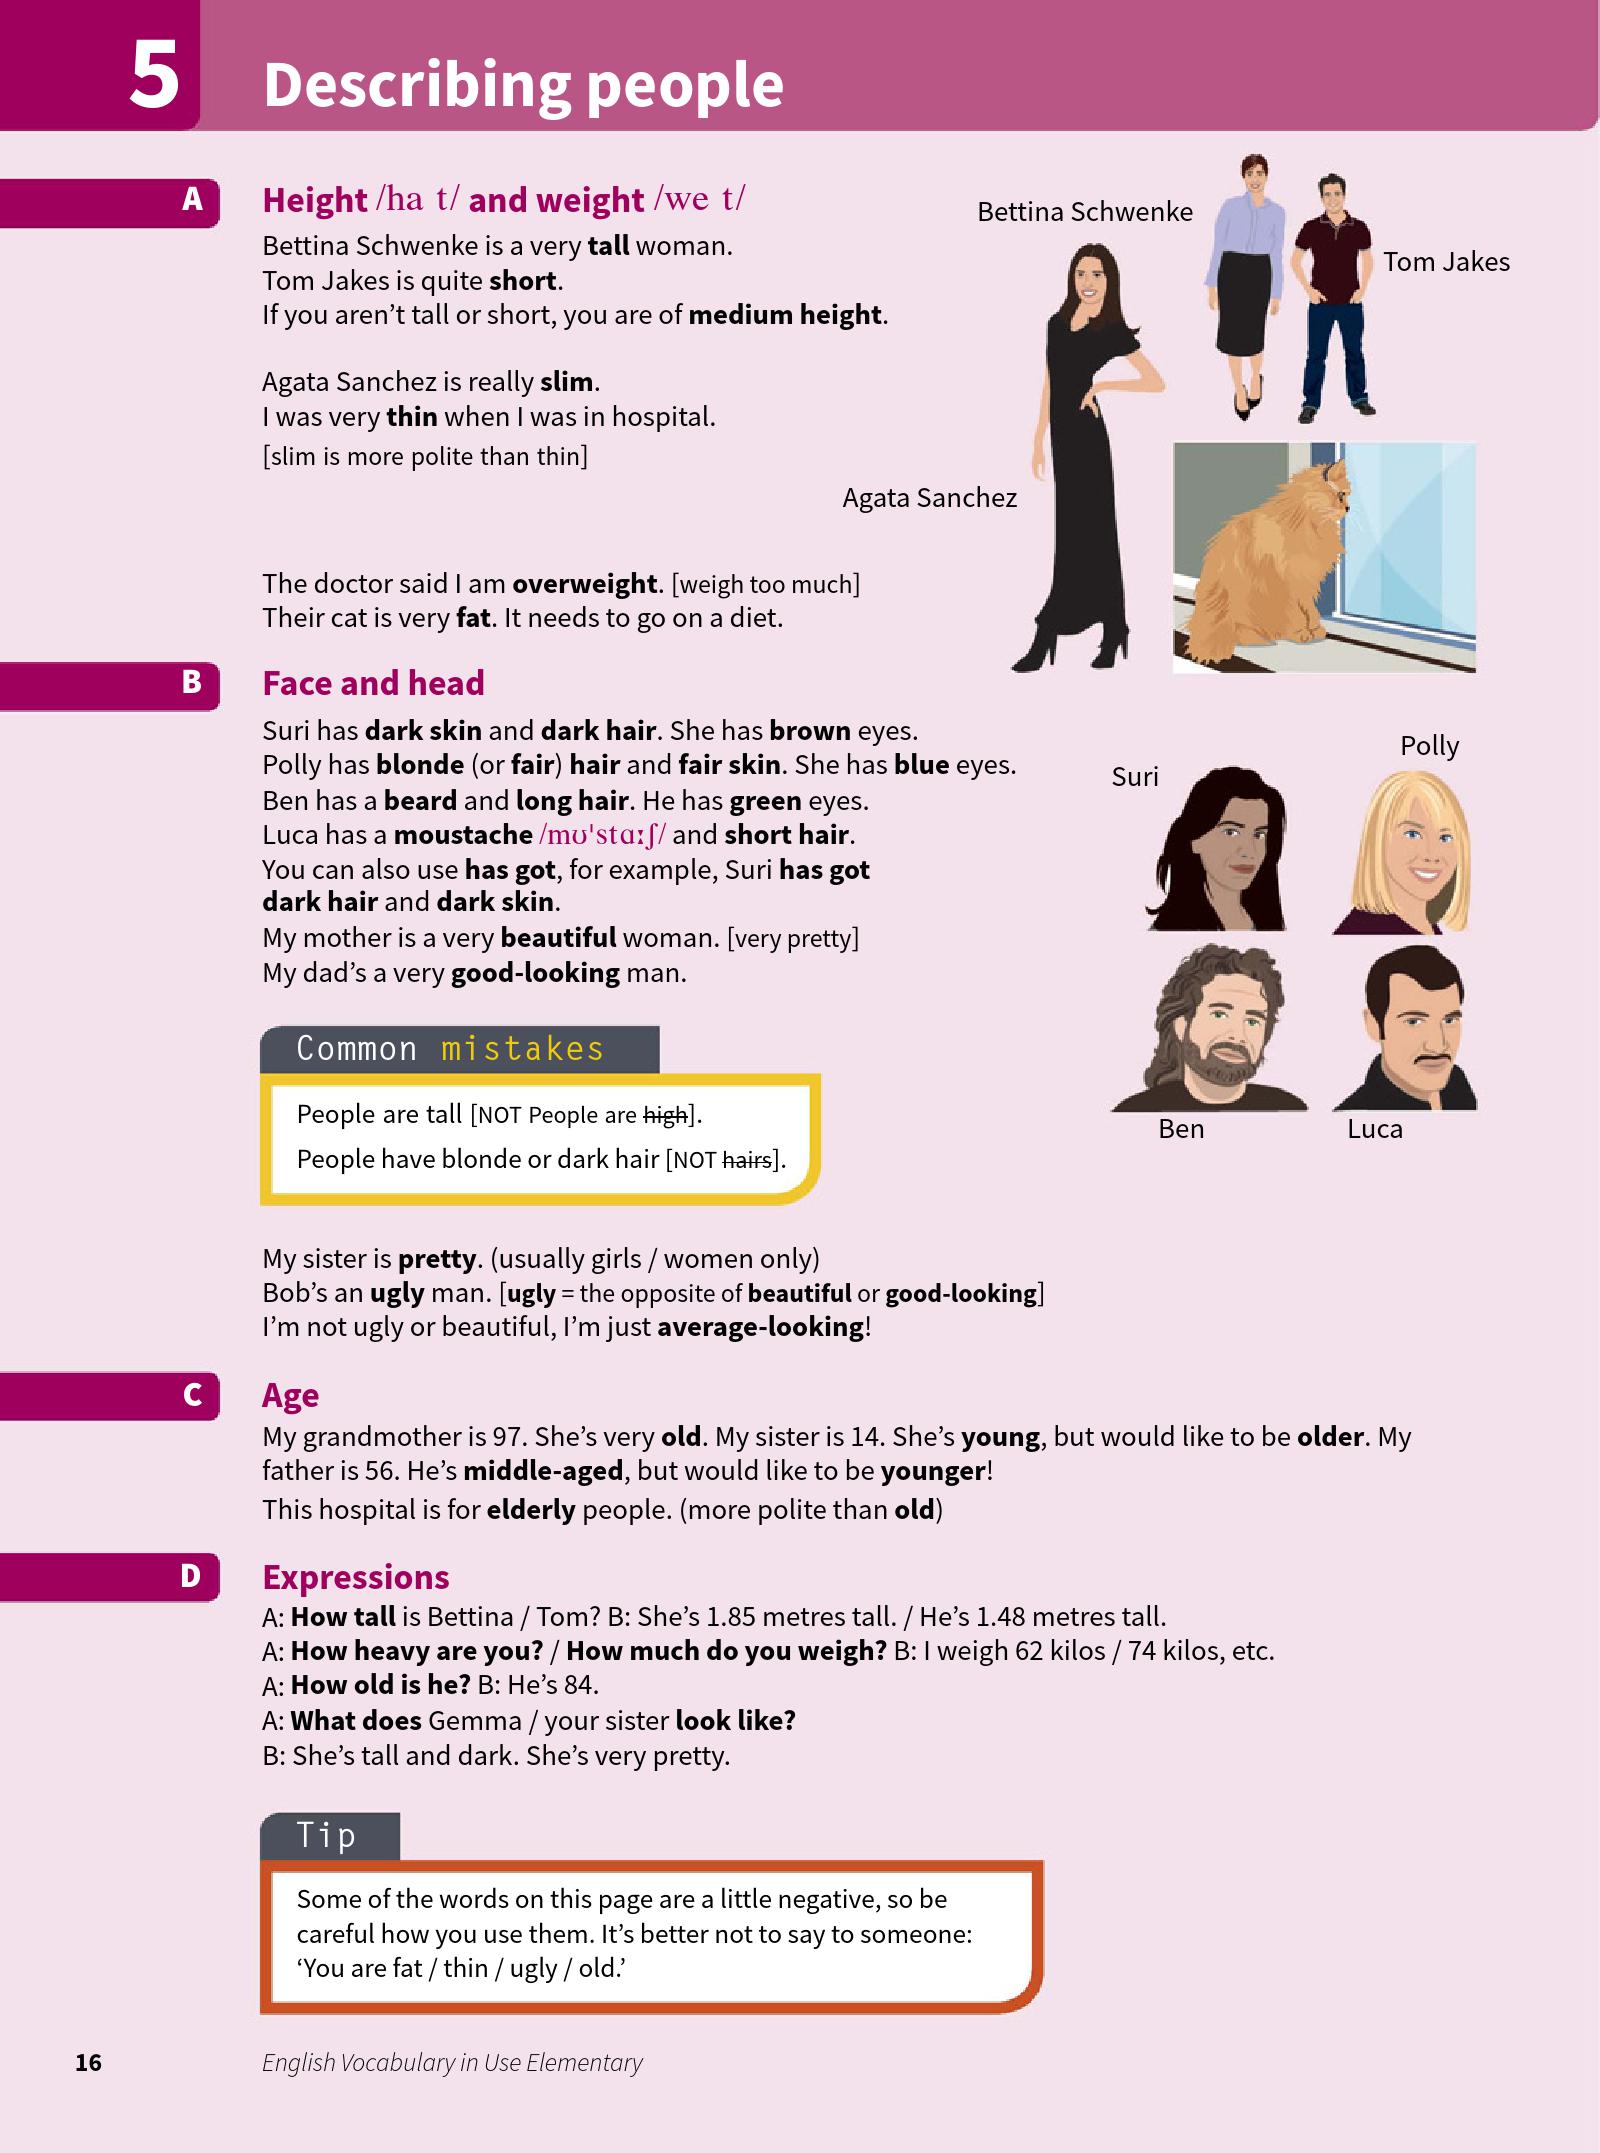 5
Describing people
A
Height /ha t/ and weight /we t/
Bettina Schwenke is a very tall woman.
Tom Jakes is quite short.
If you aren’t tall or short, you are of medium height.
Agata Sanchez is really slim.
I was very thin when I was in hospital.
[slim is more polite than thin]
The doctor said I am overweight. [weigh too much]
Their cat is very fat. It needs to go on a diet.
Bettina Schwenke
Tom Jakes
Agata Sanchez
B
Face and head
Suri has dark skin and dark hair. She has brown eyes.
Polly has blonde (or fair) hair and fair skin. She has blue eyes.
Ben has a beard and long hair. He has green eyes.
Luca has a moustache /mʊˈstɑːʃ/ and short hair.
You can also use has got, for example, Suri has got
dark hair and dark skin.
My mother is a very beautiful woman. [very pretty]
My dad’s a very good-looking man.
Suri
Polly
Ben
Luca
Common mistakes
People are tall [NOT People are high].
People have blonde or dark hair [NOT hairs].
My sister is pretty. (usually girls / women only)
Bob’s an ugly man. [ugly = the opposite of beautiful or good-looking]
I’m not ugly or beautiful, I’m just average-looking!
C
Age
My grandmother is 97. She’s very old. My sister is 14. She’s young, but would like to be older. My
father is 56. He’s middle-aged, but would like to be younger!
This hospital is for elderly people. (more polite than old)
D
Expressions
A: How tall is Bettina / Tom? B: She’s 1.85 metres tall. / He’s 1.48 metres tall.
A: How heavy are you? / How much do you weigh? B: I weigh 62 kilos / 74 kilos, etc.
A: How old is he? B: He’s 84.
A: What does Gemma / your sister look like?
B: She’s tall and dark. She’s very pretty.
Tip
Some of the words on this page are a little negative, so be
careful how you use them. It’s better not to say to someone:
‘You are fat / thin / ugly / old.’
16
English Vocabulary in Use Elementary